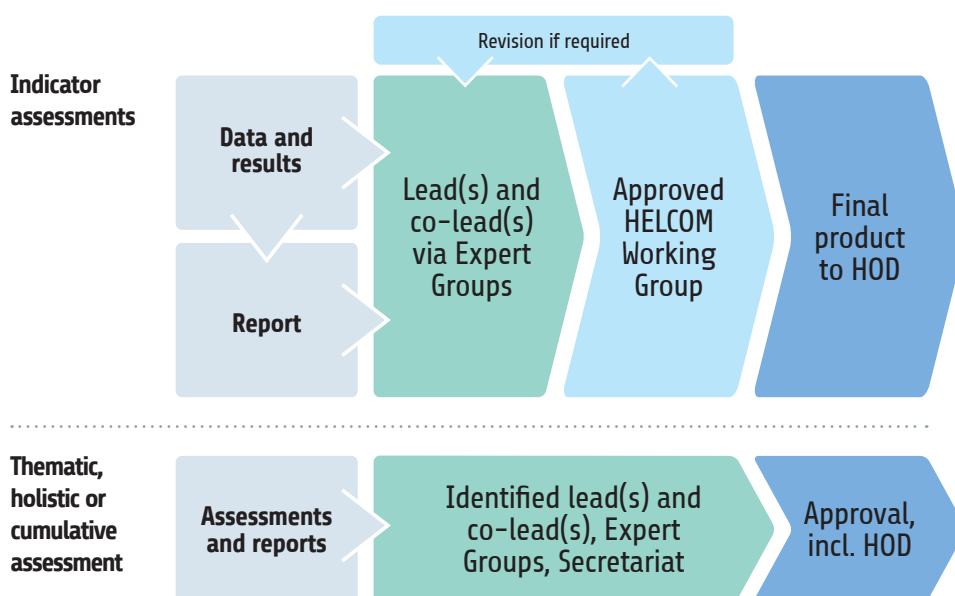 Revision if required
Indicator
assessments
Data and
results
Report
Lead(s) and
co-lead(s)
via Expert
Groups
Approved
HELCOM
Working
Group
Final
product
to HOD
Thematic,
holistic or
cumulative
assessment
Assessments
and reports
Identified lead(s) and
co-lead(s), Expert
Groups, Secretariat
Approval,
incl. HOD